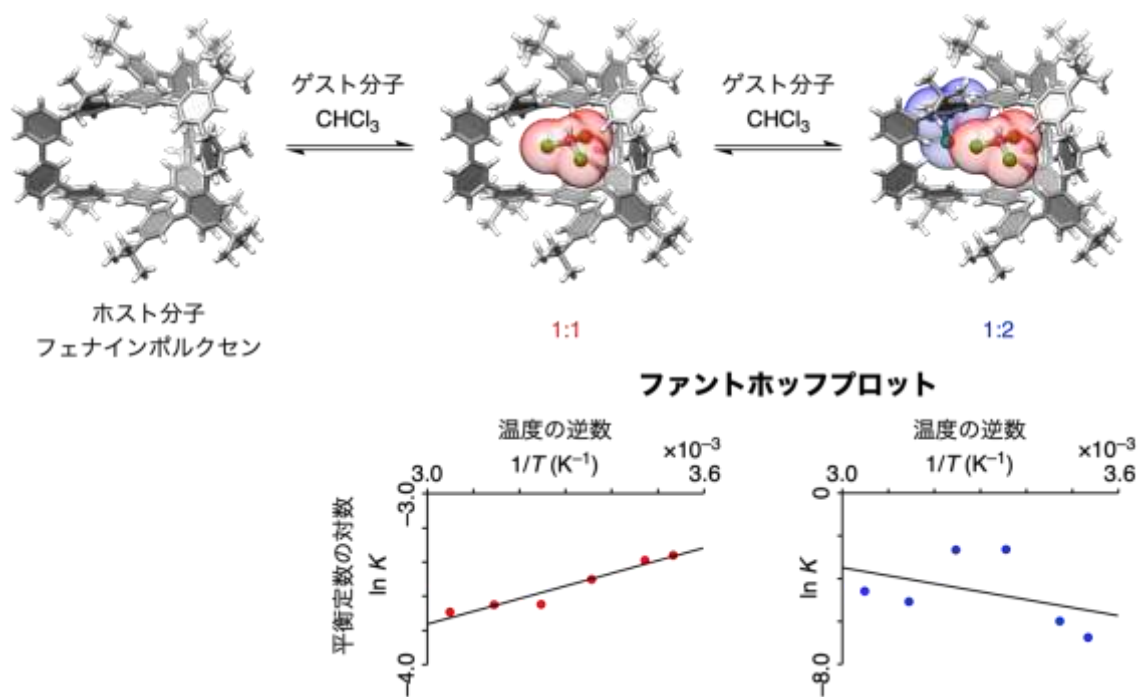 ゲスト分子
CHCl3
ゲスト分子
CHCl3
ホスト分子
フェナインポルクセン
1:1
1:2
ファントホッフプロット
温度の逆数
1/T (K–1)
×10–3
3.0
3.6
-3.0
-4.0
平衡定数の対数
ln K
温度の逆数
1/T (K–1)
×10–3
3.0
3.6
0
-8.0
ln K